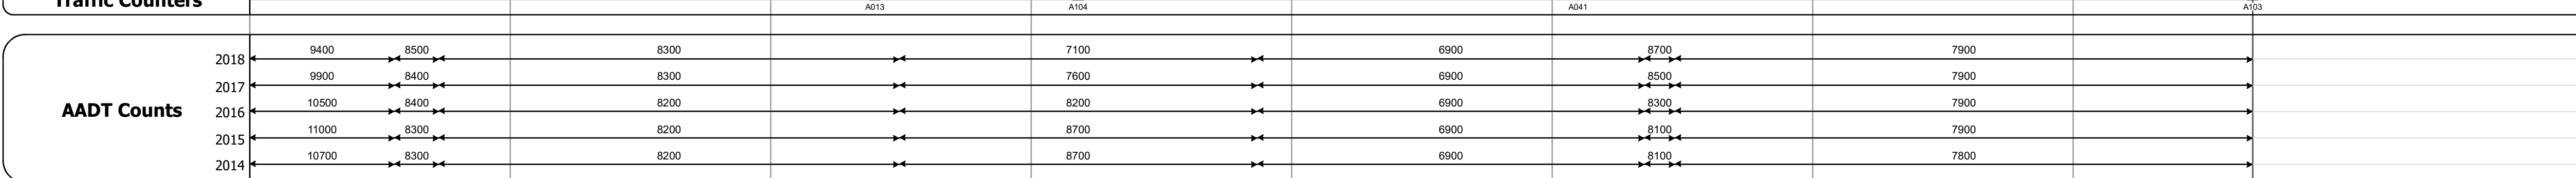 Traffic Counters
A013 A104 A041 A103
9400 8500 8300 7100 6900 8700 7900
2018
9900 8400 8300 7600 6900 8500 7900
2017
10500 8400 8200 8200 6900 8300 7900
AADT Counts 2016
11000 8300 8200 8700 6900 8100 7900
2015
10700 8300 8200 8700 6900 8100 7800
2014